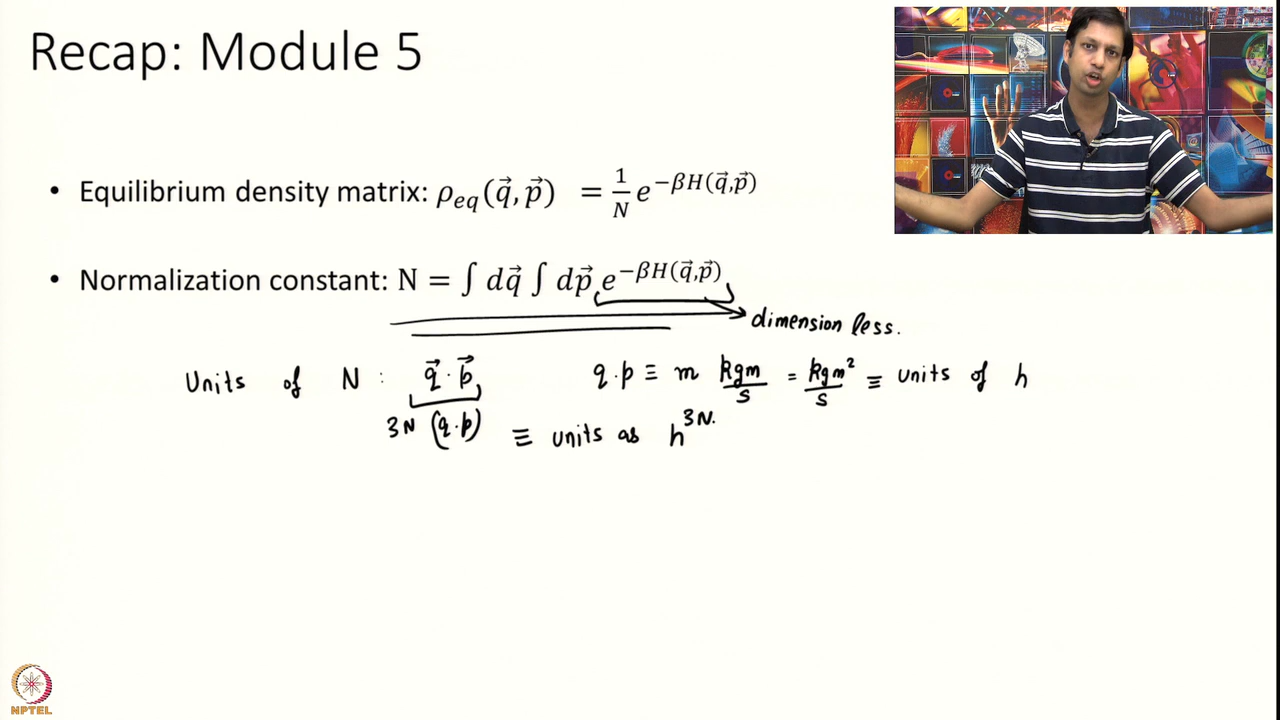 Recap: Module 5
• Equilibrium density matrix: ρ_eq(q⃗, p⃗) = 1/N e^{−βH(q⃗,p⃗)}
• Normalization constant: N = ∫ dq⃗ ∫ dp⃗ e^{−βH(q⃗,p⃗)}
dimension less.
Units of N : q⃗ · p⃗ q.p ≡ m kgm/s = kgm²/s ≡ units of h
3N (q.p) ≡ units as h^{3N}.
NPTEL